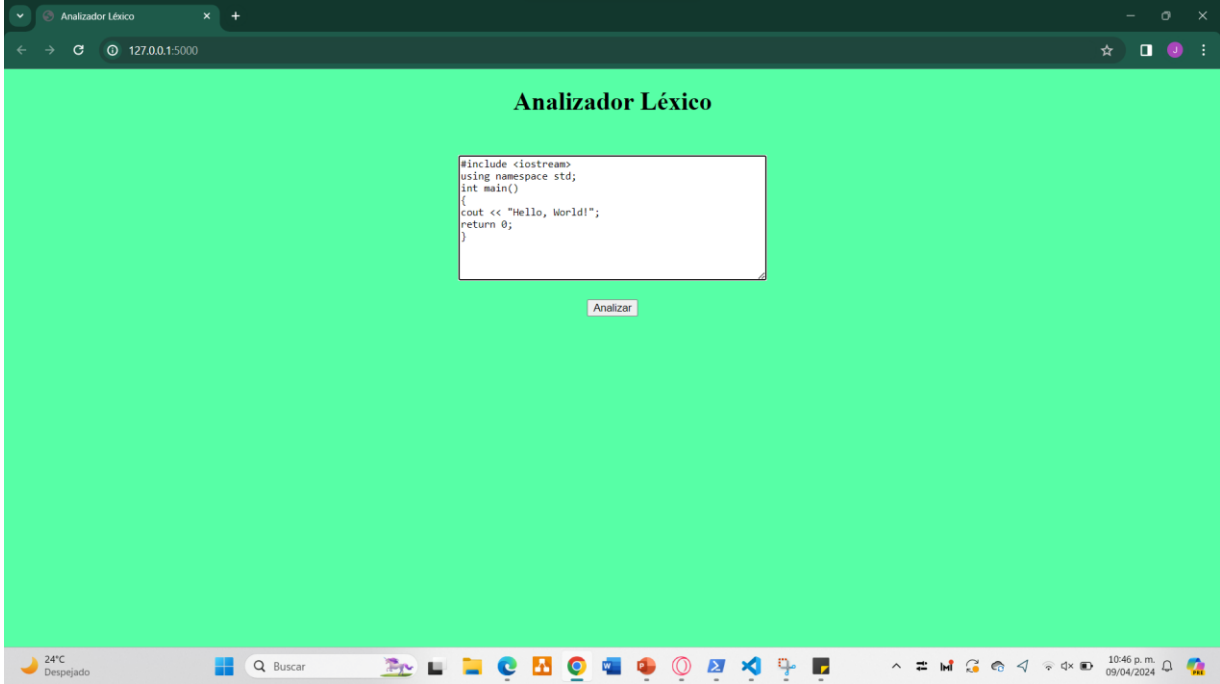 Analizador Léxico
127.0.0.1:5000
Analizador Léxico
#include <iostream>
using namespace std;
int main()
{
cout << "Hello, World!";
return 0;
}
Analizar
24°C
Despejado
Buscar
10:46 p. m.
09/04/2024